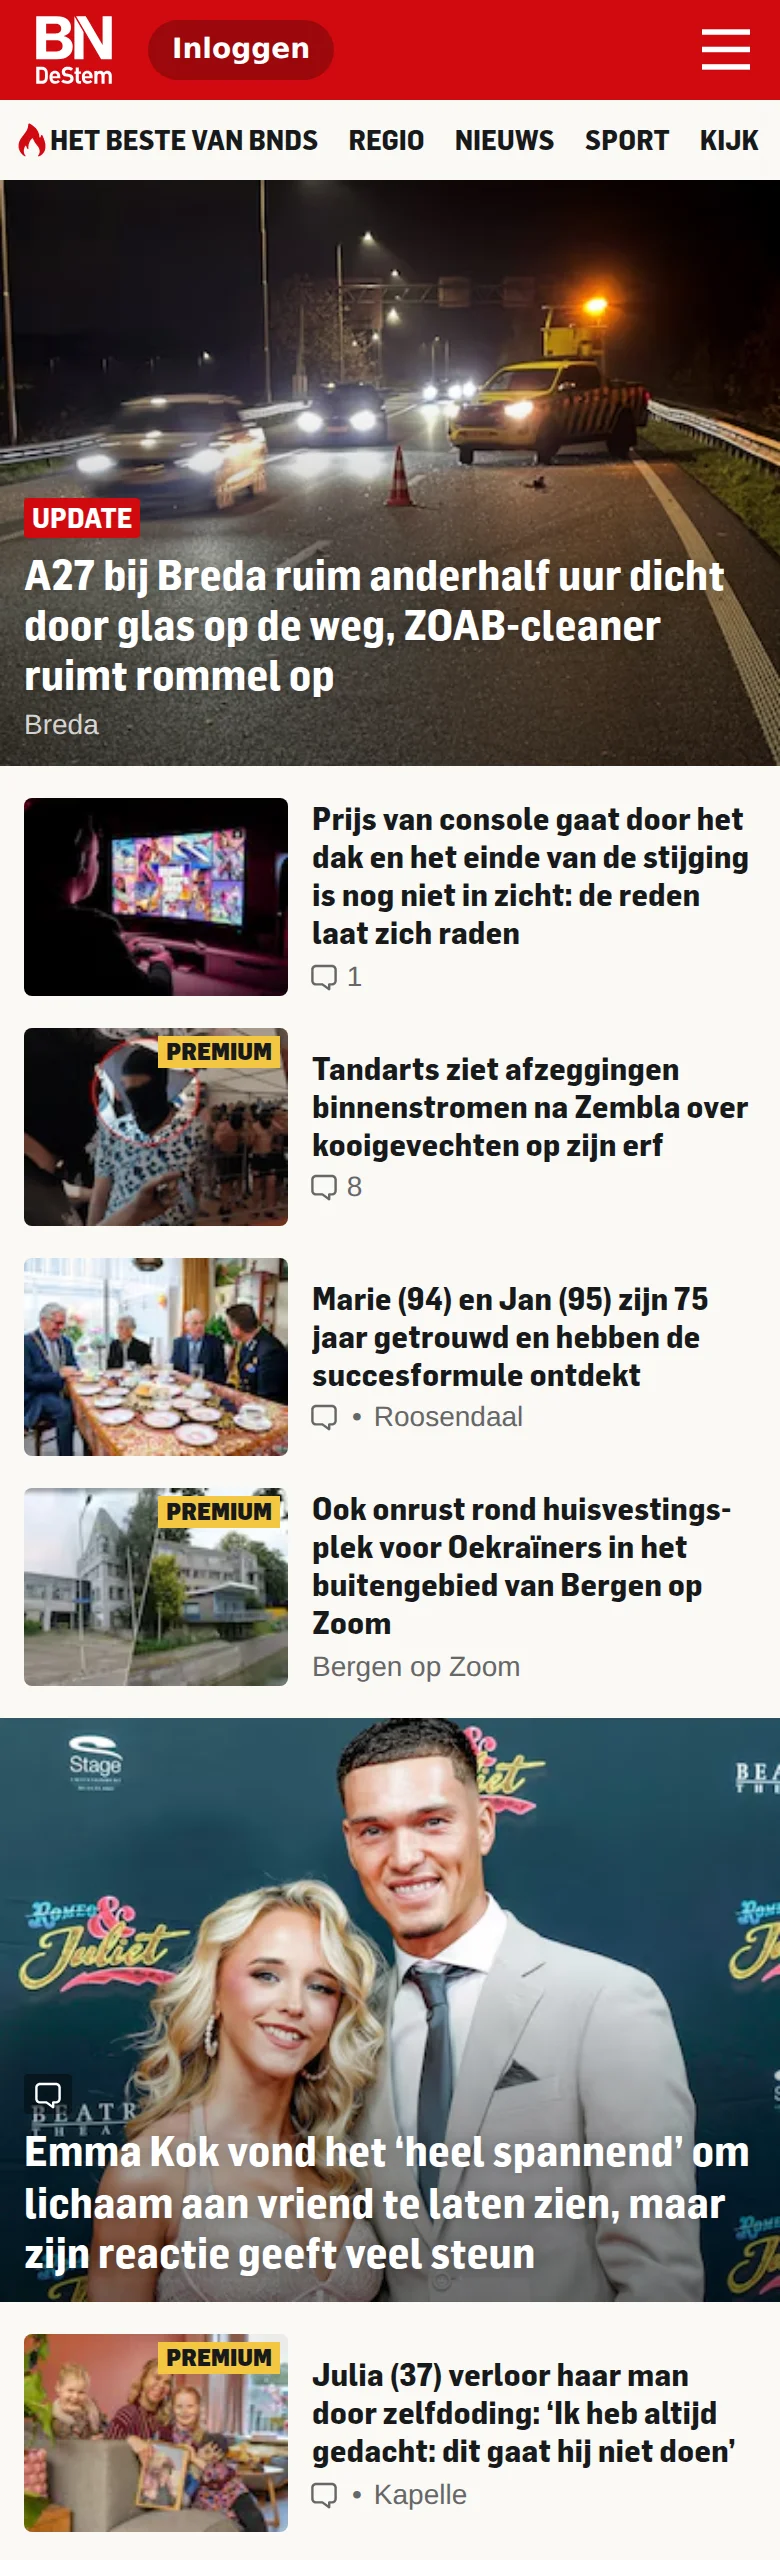 BN
DeStem
Inloggen
HET BESTE VAN BNDS REGIO NIEUWS SPORT KIJK
UPDATE
A27 bij Breda ruim anderhalf uur dicht
door glas op de weg, ZOAB-cleaner
ruimt rommel op
Breda
Prijs van console gaat door het
dak en het einde van de stijging
is nog niet in zicht: de reden
laat zich raden
1
PREMIUM
Tandarts ziet afzeggingen
binnenstromen na Zembla over
kooigevechten op zijn erf
8
Marie (94) en Jan (95) zijn 75
jaar getrouwd en hebben de
succesformule ontdekt
• Roosendaal
PREMIUM
Ook onrust rond huisvestings-
plek voor Oekraïners in het
buitengebied van Bergen op
Zoom
Bergen op Zoom
Stage
liet
BEA
THE
ROMEO
&
Juliet
BEATR
THEA
Emma Kok vond het ‘heel spannend’ om
lichaam aan vriend te laten zien, maar
zijn reactie geeft veel steun
PREMIUM
Julia (37) verloor haar man
door zelfdoding: ‘Ik heb altijd
gedacht: dit gaat hij niet doen’
• Kapelle